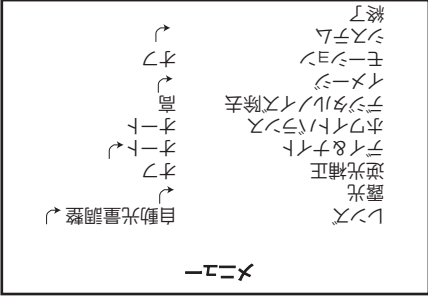 メニュー
レンズ 自動光量調整 ↵
露光 ↵
逆光補正 オフ
デイ&ナイト オート ↵
ホワイトバランス オート
デジタルノイズ除去 高
イメージ ↵
モーション オフ
システム ↵
終了